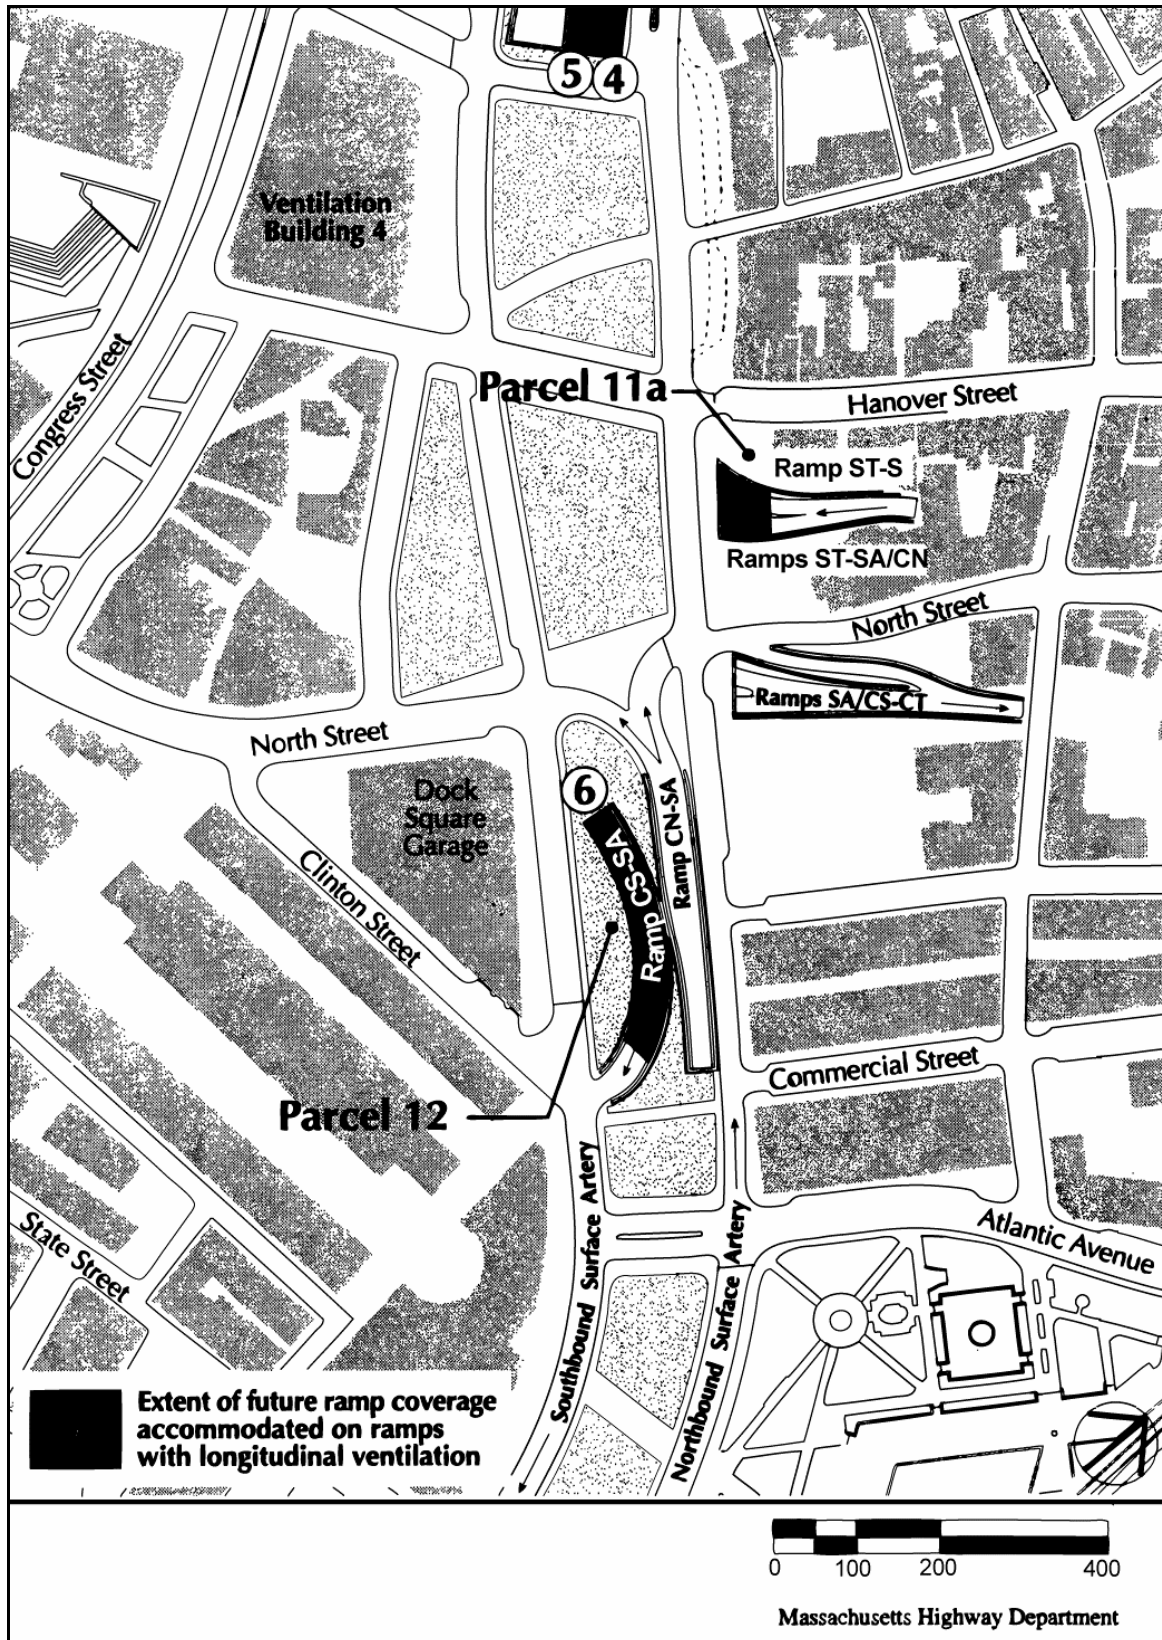 5 4
Ventilation
Building 4
Congress Street
Parcel 11a
Hanover Street
Ramp ST-S
Ramps ST-SA/CN
North Street
Ramps SA/CS-CT
North Street
Dock
Square
Garage
6
Ramp CS-SA
Ramp CN-SA
Clinton Street
Commercial Street
Parcel 12
Atlantic Avenue
State Street
Southbound Surface Artery
Northbound Surface Artery
Extent of future ramp coverage
accommodated on ramps
with longitudinal ventilation
0 100 200 400
Massachusetts Highway Department